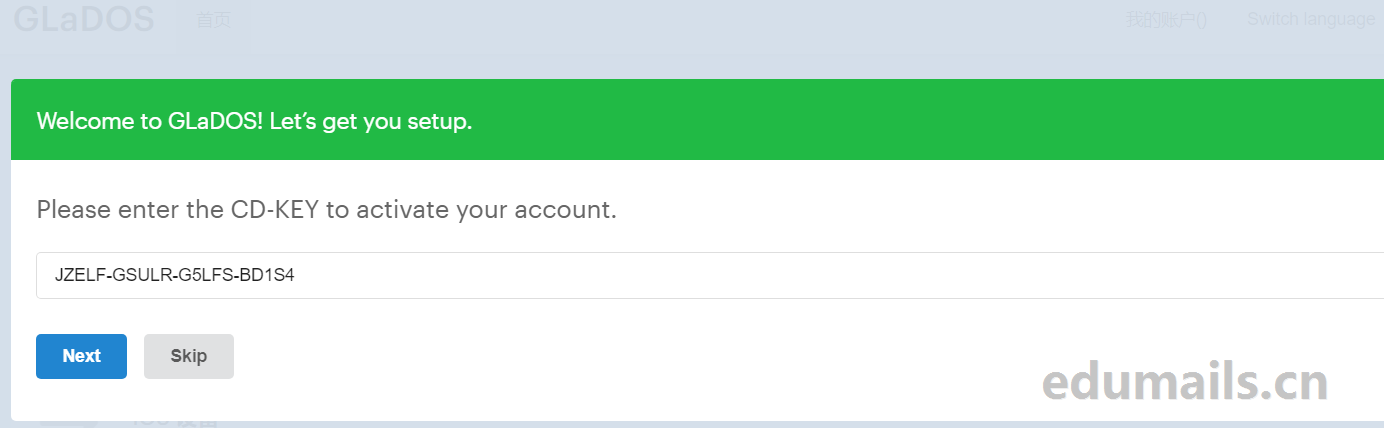 GLaDOS 首页 我的账户() Switch language
Welcome to GLaDOS! Let’s get you setup.
Please enter the CD-KEY to activate your account.
JZELF-GSULR-G5LFS-BD1S4
Next Skip
edumails.cn